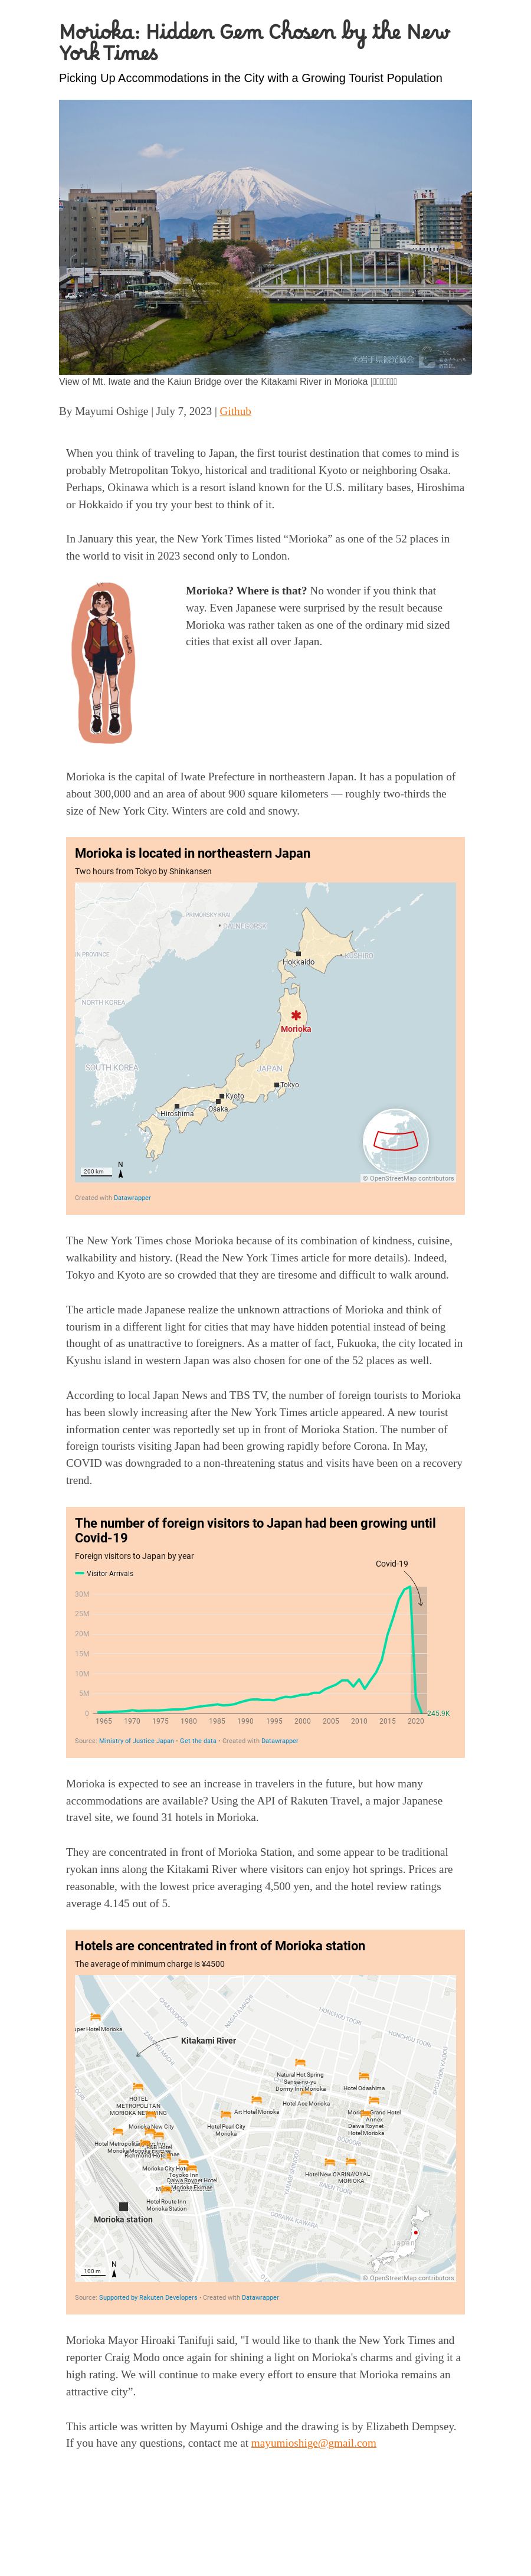 Morioka: Hidden Gem Chosen by the New
York Times
Picking Up Accommodations in the City with a Growing Tourist Population
©岩手県観光協会
View of Mt. Iwate and the Kaiun Bridge over the Kitakami River in Morioka |
By Mayumi Oshige | July 7, 2023 | Github
When you think of traveling to Japan, the first tourist destination that comes to mind is
probably Metropolitan Tokyo, historical and traditional Kyoto or neighboring Osaka.
Perhaps, Okinawa which is a resort island known for the U.S. military bases, Hiroshima
or Hokkaido if you try your best to think of it.
In January this year, the New York Times listed “Morioka” as one of the 52 places in
the world to visit in 2023 second only to London.
Morioka? Where is that? No wonder if you think that
way. Even Japanese were surprised by the result because
Morioka was rather taken as one of the ordinary mid sized
cities that exist all over Japan.
Morioka is the capital of Iwate Prefecture in northeastern Japan. It has a population of
about 300,000 and an area of about 900 square kilometers — roughly two-thirds the
size of New York City. Winters are cold and snowy.
Morioka is located in northeastern Japan
Two hours from Tokyo by Shinkansen
PRIMORSKY KRAI
DALNEGORSK
IN PROVINCE
Hokkaido
KUSHIRO
NORTH KOREA
Morioka
SOUTH KOREA
JAPAN
Tokyo
Kyoto
Osaka
Hiroshima
N
200 km
© OpenStreetMap contributors
Created with Datawrapper
The New York Times chose Morioka because of its combination of kindness, cuisine,
walkability and history. (Read the New York Times article for more details). Indeed,
Tokyo and Kyoto are so crowded that they are tiresome and difficult to walk around.
The article made Japanese realize the unknown attractions of Morioka and think of
tourism in a different light for cities that may have hidden potential instead of being
thought of as unattractive to foreigners. As a matter of fact, Fukuoka, the city located in
Kyushu island in western Japan was also chosen for one of the 52 places as well.
According to local Japan News and TBS TV, the number of foreign tourists to Morioka
has been slowly increasing after the New York Times article appeared. A new tourist
information center was reportedly set up in front of Morioka Station. The number of
foreign tourists visiting Japan had been growing rapidly before Corona. In May,
COVID was downgraded to a non-threatening status and visits have been on a recovery
trend.
The number of foreign visitors to Japan had been growing until
Covid-19
Foreign visitors to Japan by year
Covid-19
Visitor Arrivals
30M
25M
20M
15M
10M
5M
0
245.9K
1965 1970 1975 1980 1985 1990 1995 2000 2005 2010 2015 2020
Source: Ministry of Justice Japan • Get the data • Created with Datawrapper
Morioka is expected to see an increase in travelers in the future, but how many
accommodations are available? Using the API of Rakuten Travel, a major Japanese
travel site, we found 31 hotels in Morioka.
They are concentrated in front of Morioka Station, and some appear to be traditional
ryokan inns along the Kitakami River where visitors can enjoy hot springs. Prices are
reasonable, with the lowest price averaging 4,500 yen, and the hotel review ratings
average 4.145 out of 5.
Hotels are concentrated in front of Morioka station
The average of minimum charge is ¥4500
NAGATA MACHI
HONCHOU TOORI
HONCHOU TOORI
uper Hotel Morioka
Kitakami River
Natural Hot Spring
Sansa-no-yu
Dormy Inn Morioka
Hotel Odashima
HOTEL
METROPOLITAN
MORIOKA NEW WING
Hotel Ace Morioka
Art Hotel Morioka
Annex
Morioka New City
Hotel Pearl City
Morioka
Daiwa Roynet
Hotel Morioka
Morioka City Hotel
Toyoko Inn
Daiwa Roynet Hotel
Morioka Ekimae
ROYAL
MORIOKA
Hotel Route Inn
Morioka Station
Morioka station
OOSAWA KAWARA
Japan
N
100 m
© OpenStreetMap contributors
Source: Supported by Rakuten Developers • Created with Datawrapper
Morioka Mayor Hiroaki Tanifuji said, "I would like to thank the New York Times and
reporter Craig Modo once again for shining a light on Morioka's charms and giving it a
high rating. We will continue to make every effort to ensure that Morioka remains an
attractive city”.
This article was written by Mayumi Oshige and the drawing is by Elizabeth Dempsey.
If you have any questions, contact me at mayumioshige@gmail.com